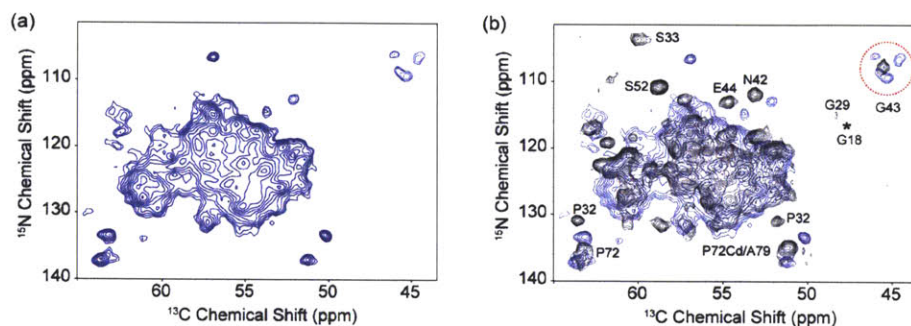 (a)
110
120
130
140
60
55
50
45
15N Chemical Shift (ppm)
13C Chemical Shift (ppm)
(b)
S33
S52
E44
N42
G29
G43
*
G18
P32
P32
P72
P72Cd/A79
110
120
130
140
60
55
50
45
15N Chemical Shift (ppm)
13C Chemical Shift (ppm)